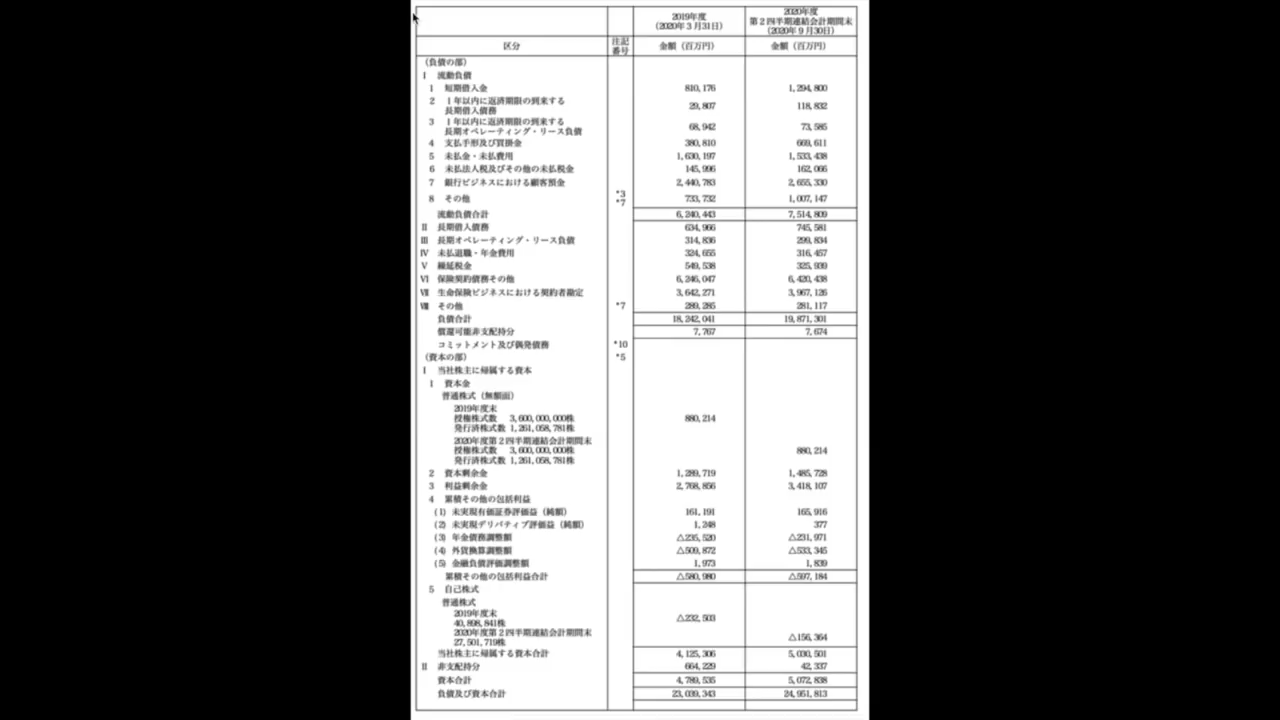 2019年度
(2020年3月31日)
2020年度
第2四半期連結会計期間末
(2020年9月30日)
区分 注記番号 金額(百万円) 金額(百万円)
(負債の部)
Ⅰ 流動負債
1 短期借入金 810,176 1,294,800
2 1年以内に返済期限の到来する
長期借入債務 29,807 118,832
3 1年以内に返済期限の到来する
長期オペレーティング・リース負債 68,942 73,585
4 支払手形及び買掛金 380,810 669,611
5 未払金・未払費用 1,630,197 1,533,438
6 未払法人税及びその他の未払税金 145,996 162,066
7 銀行ビジネスにおける顧客預金 2,440,783 2,655,330
8 その他 *3 *7 733,732 1,007,147
流動負債合計 6,240,443 7,514,809
Ⅱ 長期借入債務 634,966 745,581
Ⅲ 長期オペレーティング・リース負債 314,836 299,834
Ⅳ 未払退職・年金費用 324,655 316,457
Ⅴ 繰延税金 549,538 325,939
Ⅵ 保険契約債務その他 6,246,047 6,420,438
Ⅶ 生命保険ビジネスにおける契約者勘定 3,642,271 3,967,126
Ⅷ その他 *7 289,285 281,117
負債合計 18,242,041 19,871,301
償還可能非支配持分 7,767 7,674
コミットメント及び偶発債務 *10
(資本の部) *5
Ⅰ 当社株主に帰属する資本
1 資本金
普通株式(無額面)
2019年度末
授権株式数 3,600,000,000株
発行済株式数 1,261,058,781株 880,214
2020年度第2四半期連結会計期間末
授権株式数 3,600,000,000株
発行済株式数 1,261,058,781株 880,214
2 資本剰余金 1,289,719 1,485,728
3 利益剰余金 2,768,856 3,418,107
4 累積その他の包括利益
(1) 未実現有価証券評価益(純額) 161,191 165,916
(2) 未実現デリバティブ評価益(純額) 1,248 377
(3) 年金債務調整額 △235,520 △231,971
(4) 外貨換算調整額 △509,872 △533,345
(5) 金融負債評価調整額 1,973 1,839
累積その他の包括利益合計 △580,980 △597,184
5 自己株式
普通株式
2019年度末
40,898,841株 △232,503
2020年度第2四半期連結会計期間末
27,501,719株 △156,364
当社株主に帰属する資本合計 4,125,306 5,030,501
Ⅱ 非支配持分 664,229 42,337
資本合計 4,789,535 5,072,838
負債及び資本合計 23,039,343 24,951,813